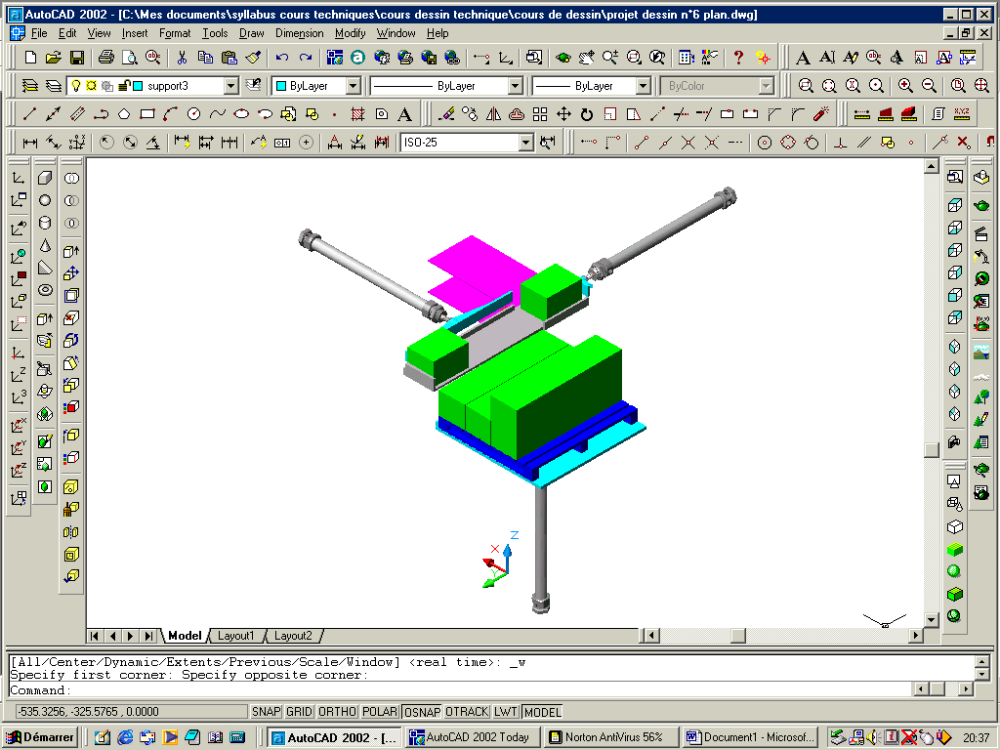 AutoCAD 2002 - [C:\Mes documents\syllabus cours techniques\cours dessin technique\cours de dessin\projet dessin n*6 plan.dwg]
File Edit View Insert Format Tools Draw Dimension Modify Window Help
support3 ByLayer ByLayer ByLayer ByColor
ISO-25
Z
X
Model Layout1 Layout2
[All/Center/Dynamic/Extents/Previous/Scale/Window] <real time>: _w
Specify first corner: Specify opposite corner:
Command:
-535.3256, -325.5765 , 0.0000 SNAP GRID ORTHO POLAR OSNAP OTRACK LWT MODEL
Démarrer AutoCAD 2002 - [... AutoCAD 2002 Today Norton AntiVirus 56% Document1 - Microsof... 20:37